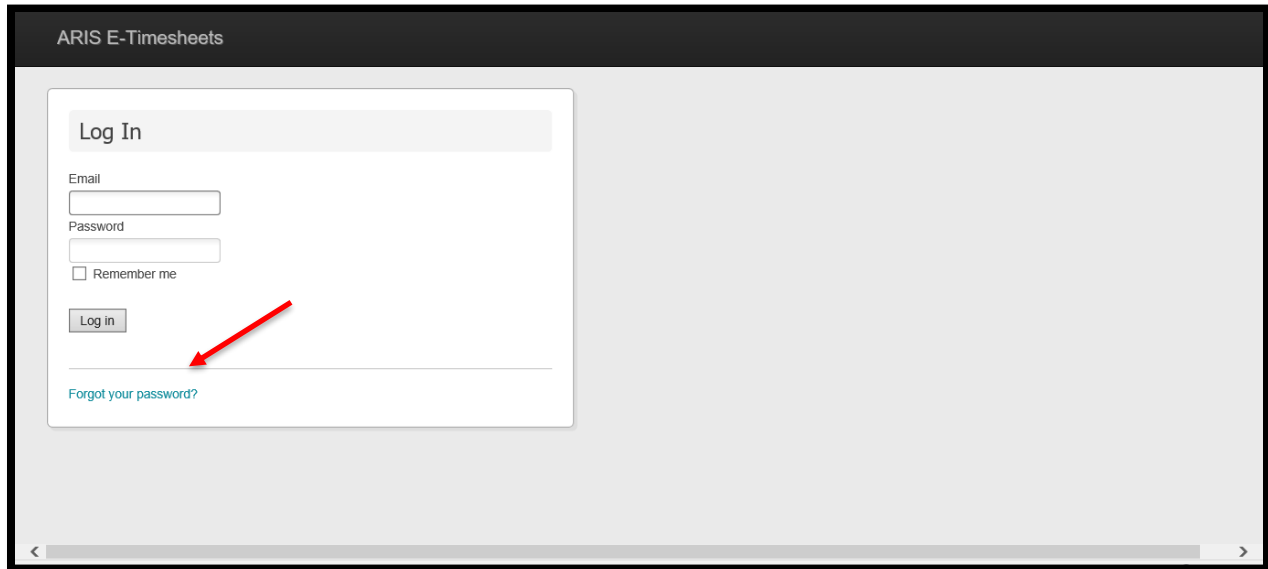 ARIS E-Timesheets
Log In
Email
Password
Remember me
Log in
Forgot your password?